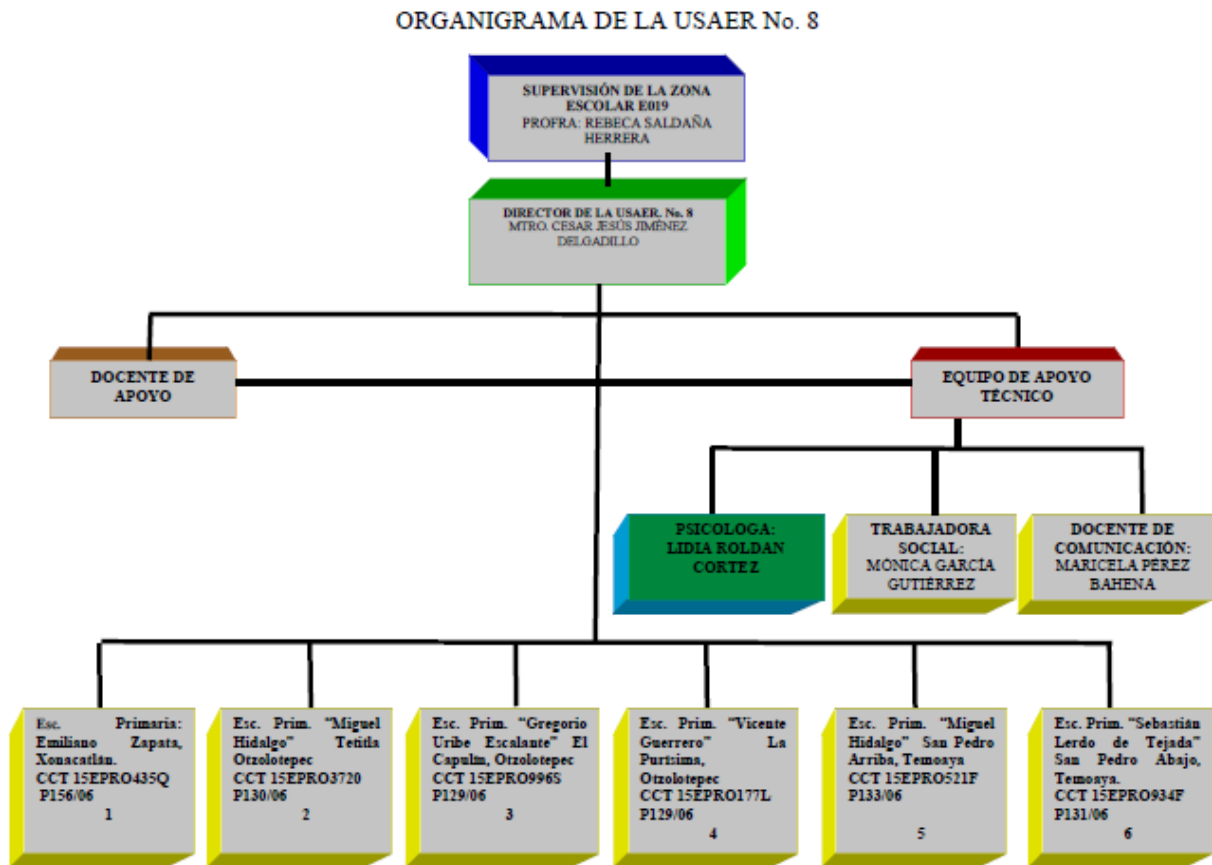 ORGANIGRAMA DE LA USAER No. 8
SUPERVISIÓN DE LA ZONA
ESCOLAR E019
PROFRA: REBECA SALDAÑA
HERRERA
DIRECTOR DE LA USAER. No. 8
MTRO. CESAR JESÚS JIMÉNEZ
DELGADILLO
DOCENTE DE
APOYO
EQUIPO DE APOYO
TÉCNICO
PSICOLOGA:
LIDIA ROLDAN
CORTEZ
TRABAJADORA
SOCIAL:
MÓNICA GARCÍA
GUTIÉRREZ
DOCENTE DE
COMUNICACIÓN:
MARICELA PÉREZ
BAHENA
Esc. Primaria:
Emiliano Zapata,
Xonacatlán.
CCT 15EPRO435Q
P156/06
1
Esc. Prim. "Miguel
Hidalgo" Tetitla
Otzolotepec
CCT 15EPRO3720
P130/06
2
Esc. Prim. "Gregorio
Uribe Escalante" El
Capulín, Otzolotepec
CCT 15EPRO996S
P129/06
3
Esc. Prim. "Vicente
Guerrero" La
Purísima,
Otzolotepec
CCT 15EPRO177L
P129/06
4
Esc. Prim. "Miguel
Hidalgo" San Pedro
Arriba, Temoaya
CCT 15EPRO521F
P133/06
5
Esc. Prim. "Sebastián
Lerdo de Tejada"
San Pedro Abajo,
Temoaya.
CCT 15EPRO934F
P131/06
6